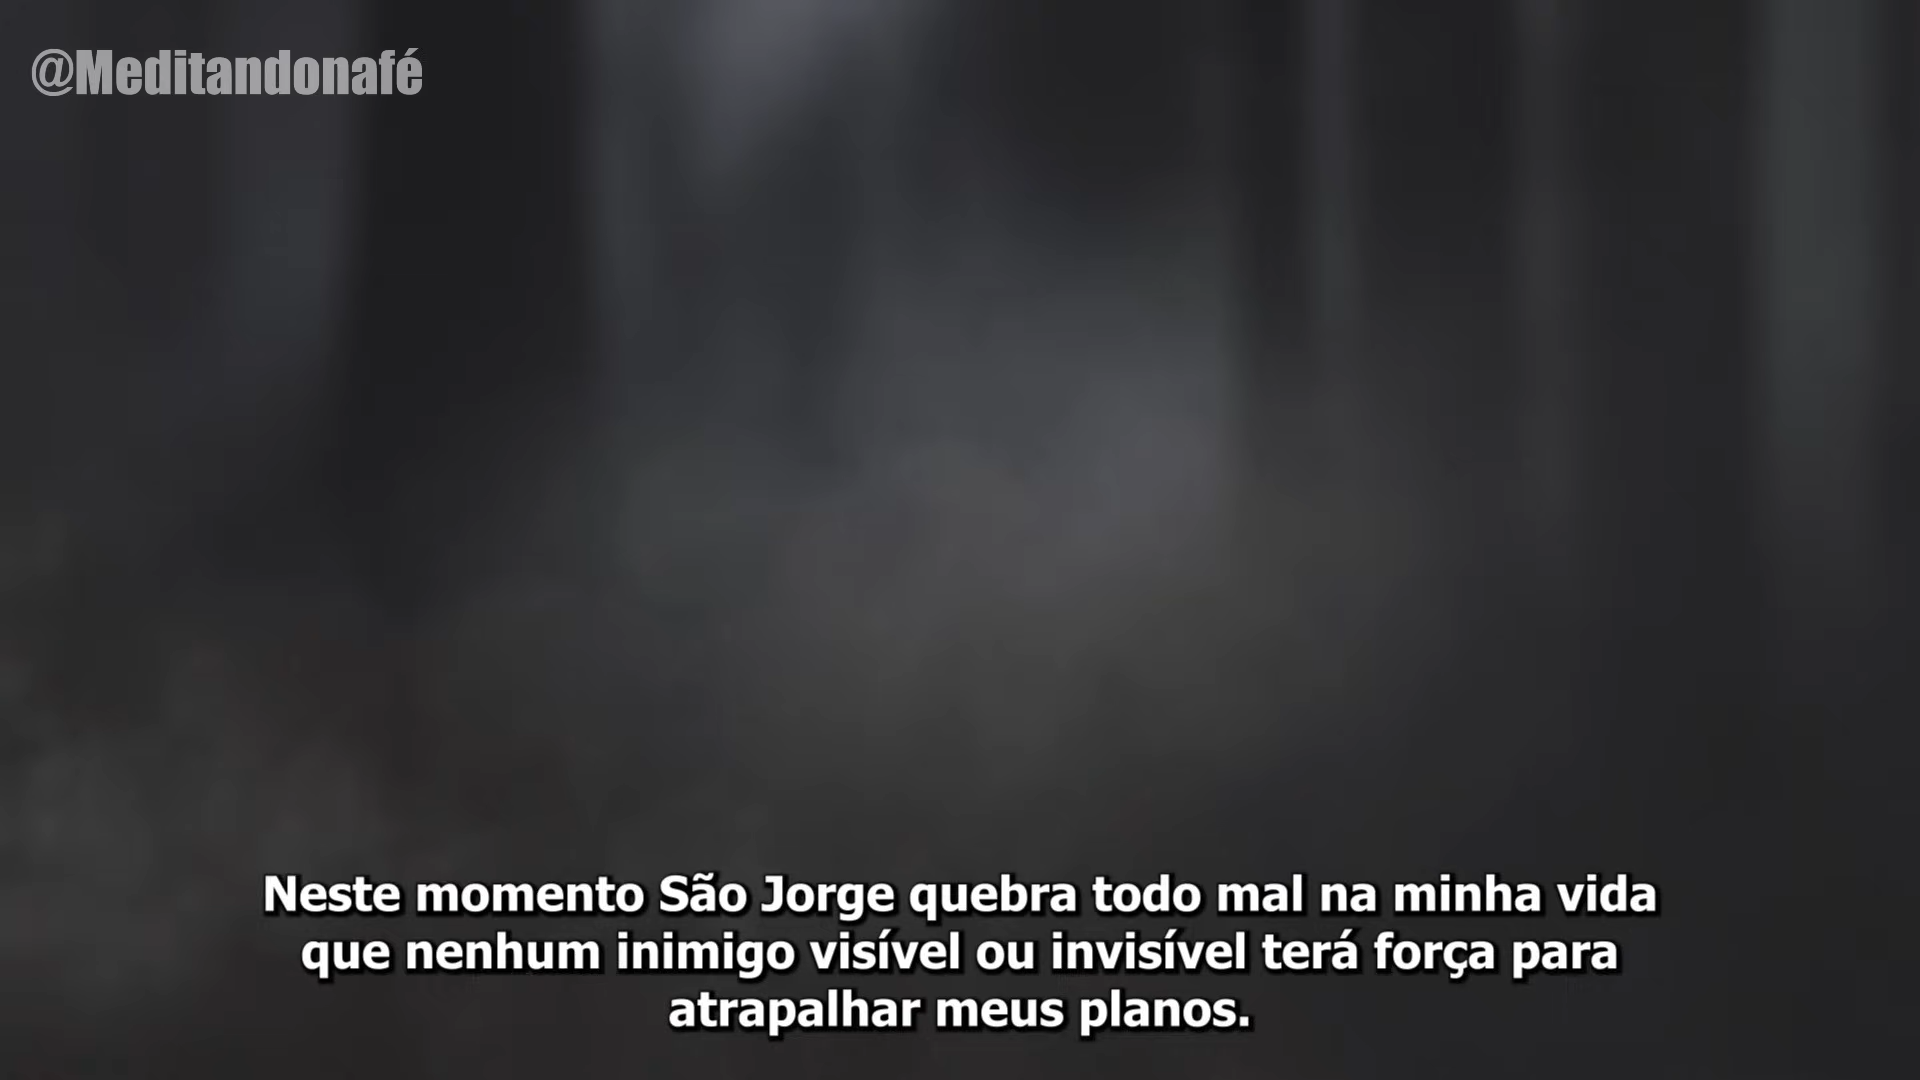 @Meditandonafé
Neste momento São Jorge quebra todo mal na minha vida
que nenhum inimigo visível ou invisível terá força para
atrapalhar meus planos.